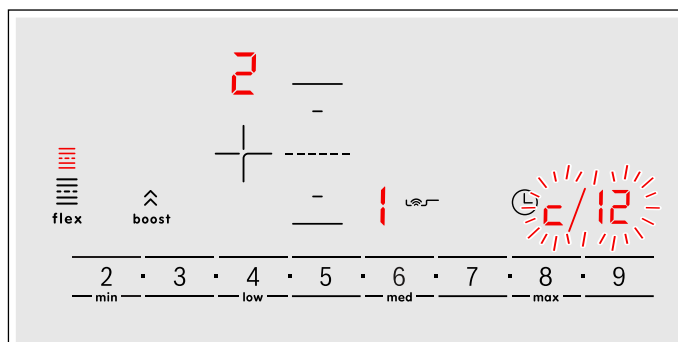 2
1 c/12
flex boost
2 · 3 · 4 · 5 · 6 · 7 · 8 · 9
min low med max